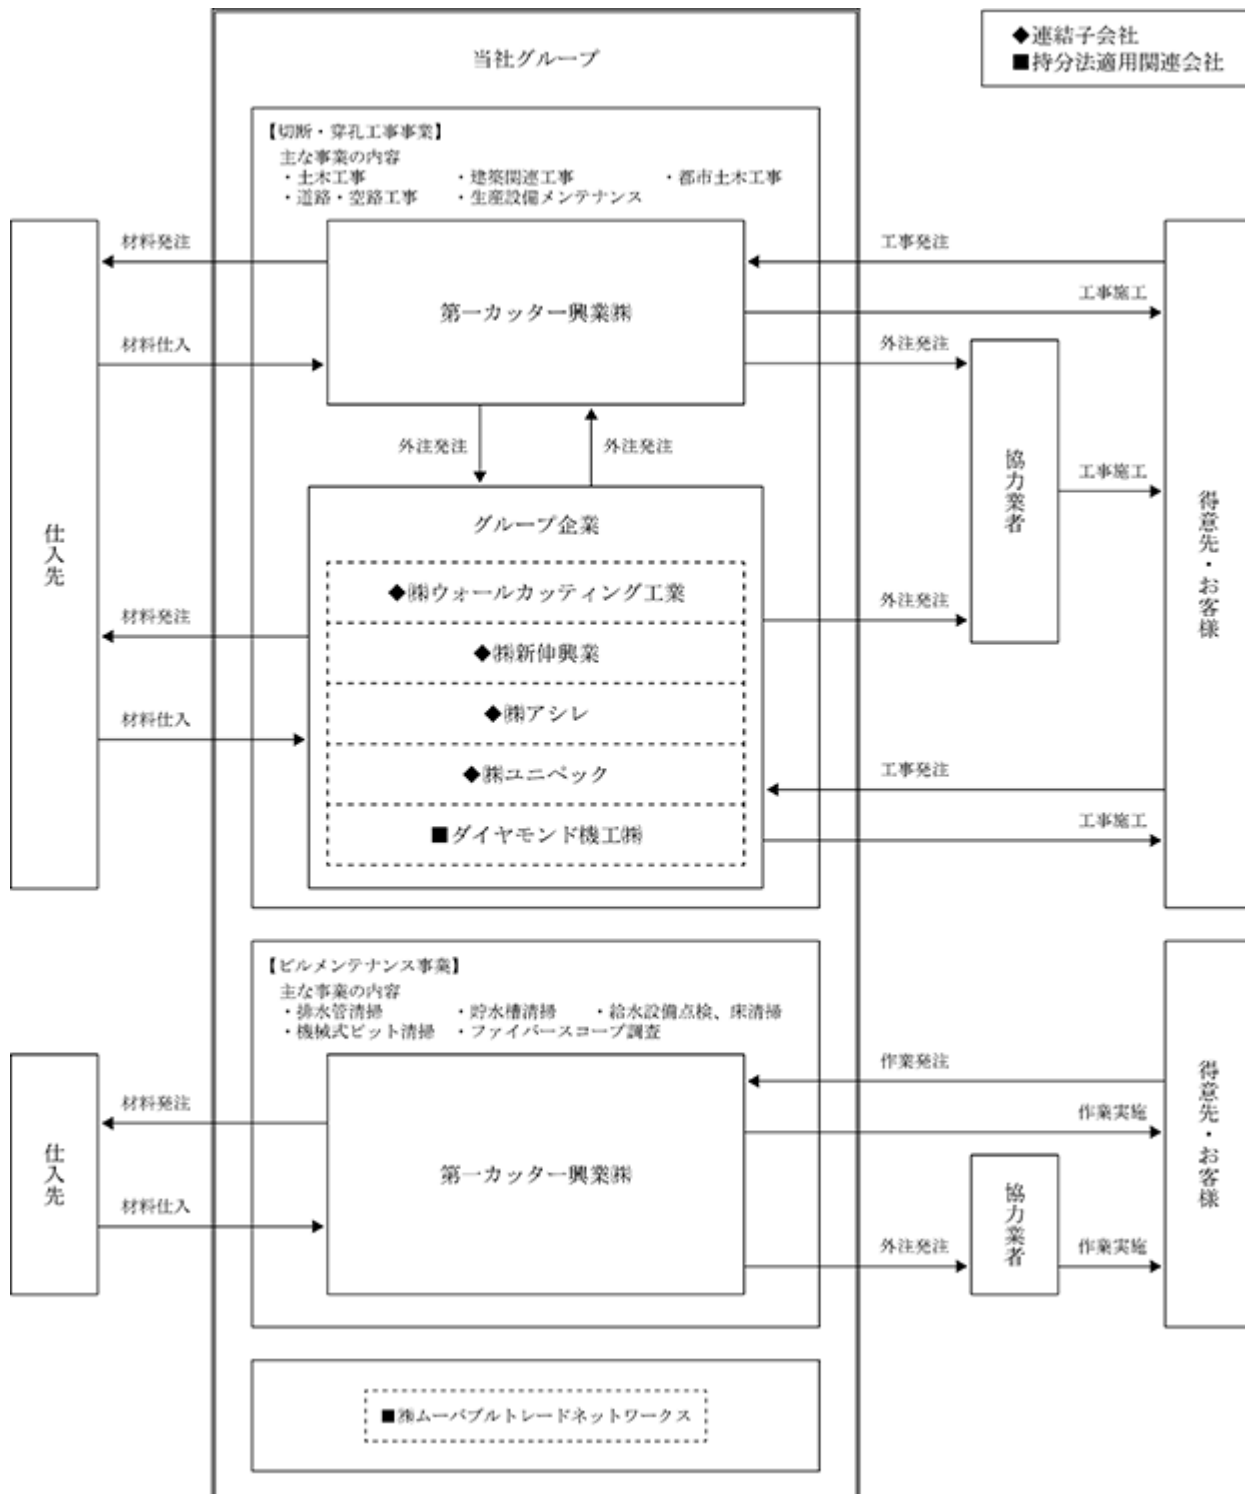 当社グループ
◆連結子会社
■持分法適用関連会社
【切断・穿孔工事事業】
主な事業の内容
・土木工事 ・建築関連工事 ・都市土木工事
・道路・空路工事 ・生産設備メンテナンス
材料発注
工事発注
第一カッター興業㈱
工事施工
材料仕入
外注発注
外注発注
外注発注
協力業者
工事施工
仕入先
得意先・お客様
グループ企業
◆㈱ウォールカッティング工業
外注発注
材料発注
◆㈱新伸興業
◆㈱アシレ
材料仕入
◆㈱ユニペック
工事発注
■ダイヤモンド機工㈱
工事施工
【ビルメンテナンス事業】
主な事業の内容
・排水管清掃 ・貯水槽清掃 ・給水設備点検、床清掃
・機械式ピット清掃 ・ファイバースコープ調査
作業発注
材料発注
作業実施
仕入先
第一カッター興業㈱
得意先・お客様
材料仕入
協力業者
外注発注
作業実施
■㈱ムーバブルトレードネットワークス